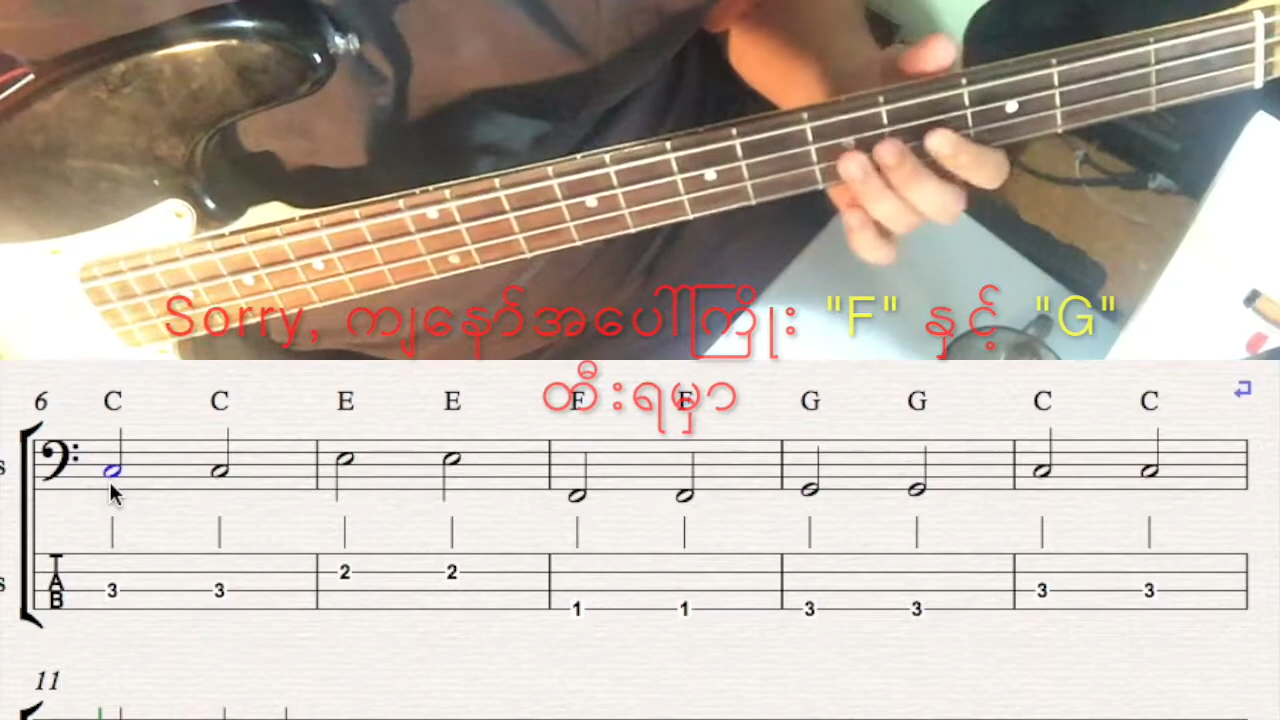 Sorry, ကျနော်အပေါ်ကြိုး "F" နှင့် "G"
တီးရမှာ
6 C C E E F F G G C C
s
s
T
A
B
3 3 2 2 1 1 3 3 3 3
11